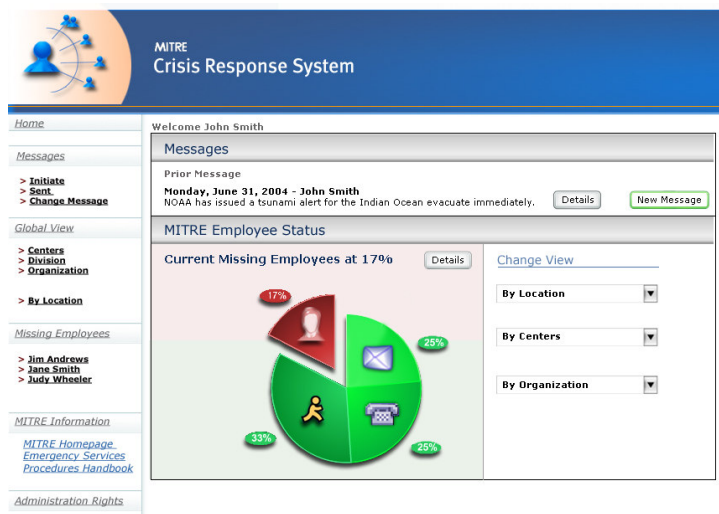 MITRE
Crisis Response System
Home
Messages
> Initiate
> Sent
> Change Message
Global View
> Centers
> Division
> Organization
> By Location
Missing Employees
> Jim Andrews
> Jane Smith
> Judy Wheeler
MITRE Information
MITRE Homepage
Emergency Services
Procedures Handbook
Administration Rights
Welcome John Smith
Messages
Prior Message
Monday, June 31, 2004 - John Smith
NOAA has issued a tsunami alert for the Indian Ocean evacuate immediately.
Details
New Message
MITRE Employee Status
Current Missing Employees at 17%
Details
17%
25%
33%
25%
Change View
By Location
By Centers
By Organization